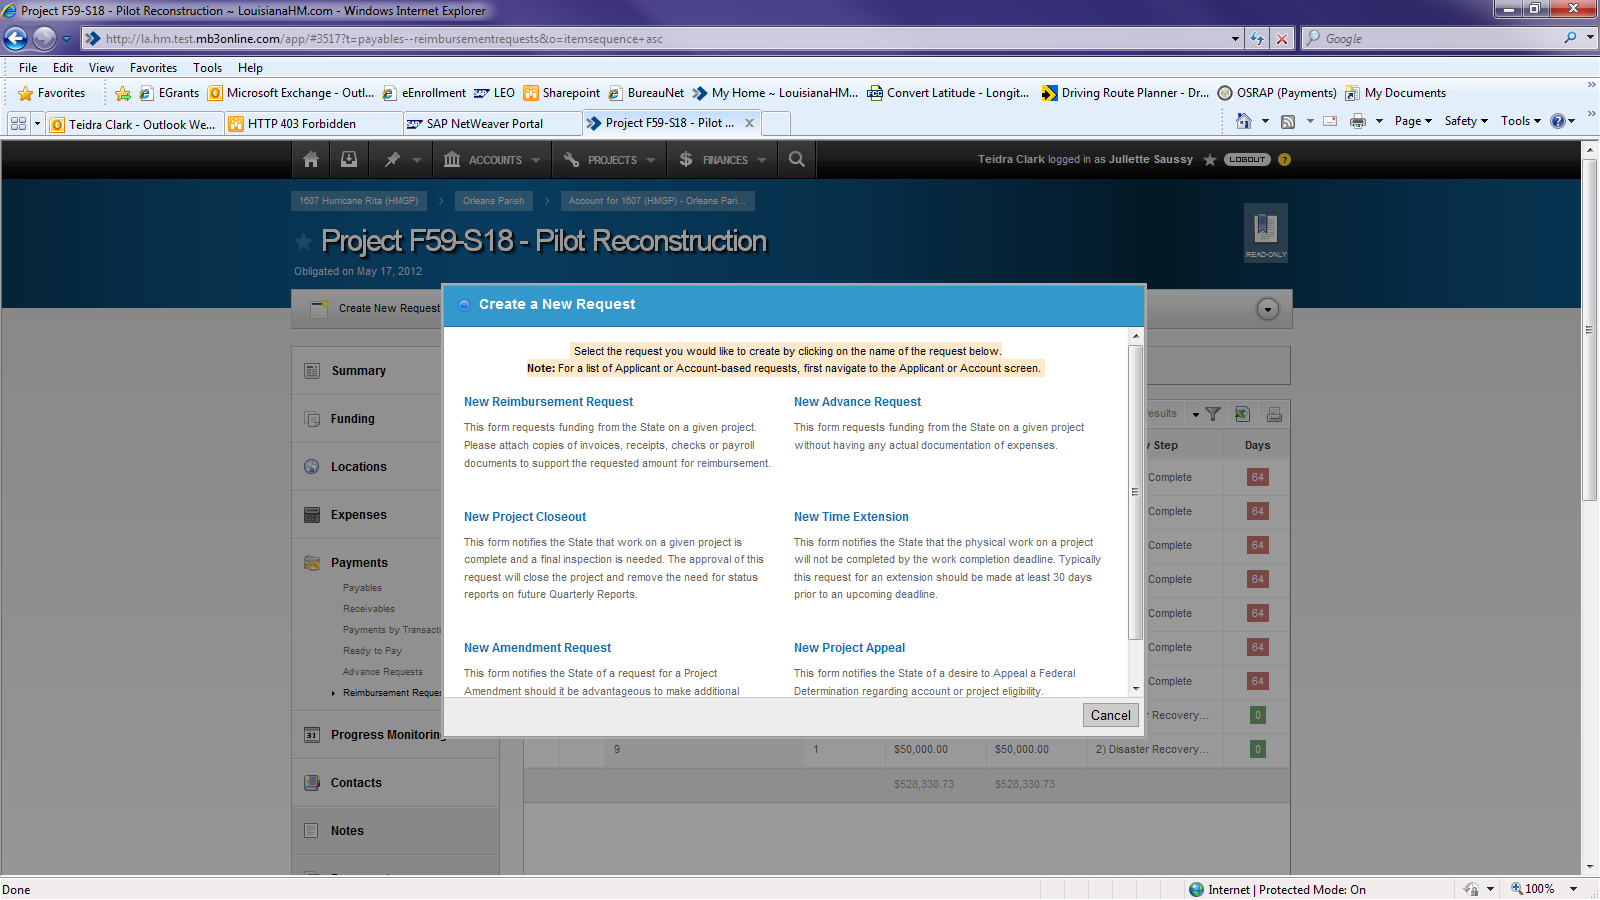 Project F59-S18 - Pilot Reconstruction ~ LouisianaHM.com - Windows Internet Explorer
http://la.hm.test.mb3online.com/app/#3517?t=payables--reimbursementrequests&o=itemsequence+asc
Google
File Edit View Favorites Tools Help
Favorites EGrants Microsoft Exchange - Outl... eEnrollment LEO Sharepoint BureauNet My Home ~ LouisianaHM... Convert Latitude - Longit... Driving Route Planner - Dr... OSRAP (Payments) My Documents
Teidra Clark - Outlook We... HTTP 403 Forbidden SAP NetWeaver Portal Project F59-S18 - Pilot ... Page Safety Tools
ACCOUNTS PROJECTS FINANCES Teidra Clark logged in as Juliette Saussy LOGOUT ?
1607 Hurricane Rita (HMGP) Orleans Parish Account for 1607 (HMGP) - Orleans Pari...
Project F59-S18 - Pilot Reconstruction
READ-ONLY
Obligated on May 17, 2012
Create New Request
Create a New Request
Select the request you would like to create by clicking on the name of the request below.
Note: For a list of Applicant or Account-based requests, first navigate to the Applicant or Account screen.
New Reimbursement Request
This form requests funding from the State on a given project.
Please attach copies of invoices, receipts, checks or payroll
documents to support the requested amount for reimbursement.
New Advance Request
This form requests funding from the State on a given project
without having any actual documentation of expenses.
New Project Closeout
This form notifies the State that work on a given project is
complete and a final inspection is needed. The approval of this
request will close the project and remove the need for status
reports on future Quarterly Reports.
New Time Extension
This form notifies the State that the physical work on a project
will not be completed by the work completion deadline. Typically
this request for an extension should be made at least 30 days
prior to an upcoming deadline.
New Amendment Request
This form notifies the State of a request for a Project
Amendment should it be advantageous to make additional
New Project Appeal
This form notifies the State of a desire to Appeal a Federal
Determination regarding account or project eligibility.
Cancel
Summary
Funding
Locations
Expenses
Payments
Payables
Receivables
Payments by Transacti
Ready to Pay
Advance Requests
Reimbursement Reques
Progress Monitoring
Contacts
Notes
results
Step Days
Complete 64
Complete 64
Complete 64
Complete 64
Complete 64
Complete 64
Complete 64
Recovery... 0
9 1 $50,000.00 $50,000.00 2) Disaster Recovery... 0
$528,330.73 $528,330.73
Done Internet | Protected Mode: On 100%